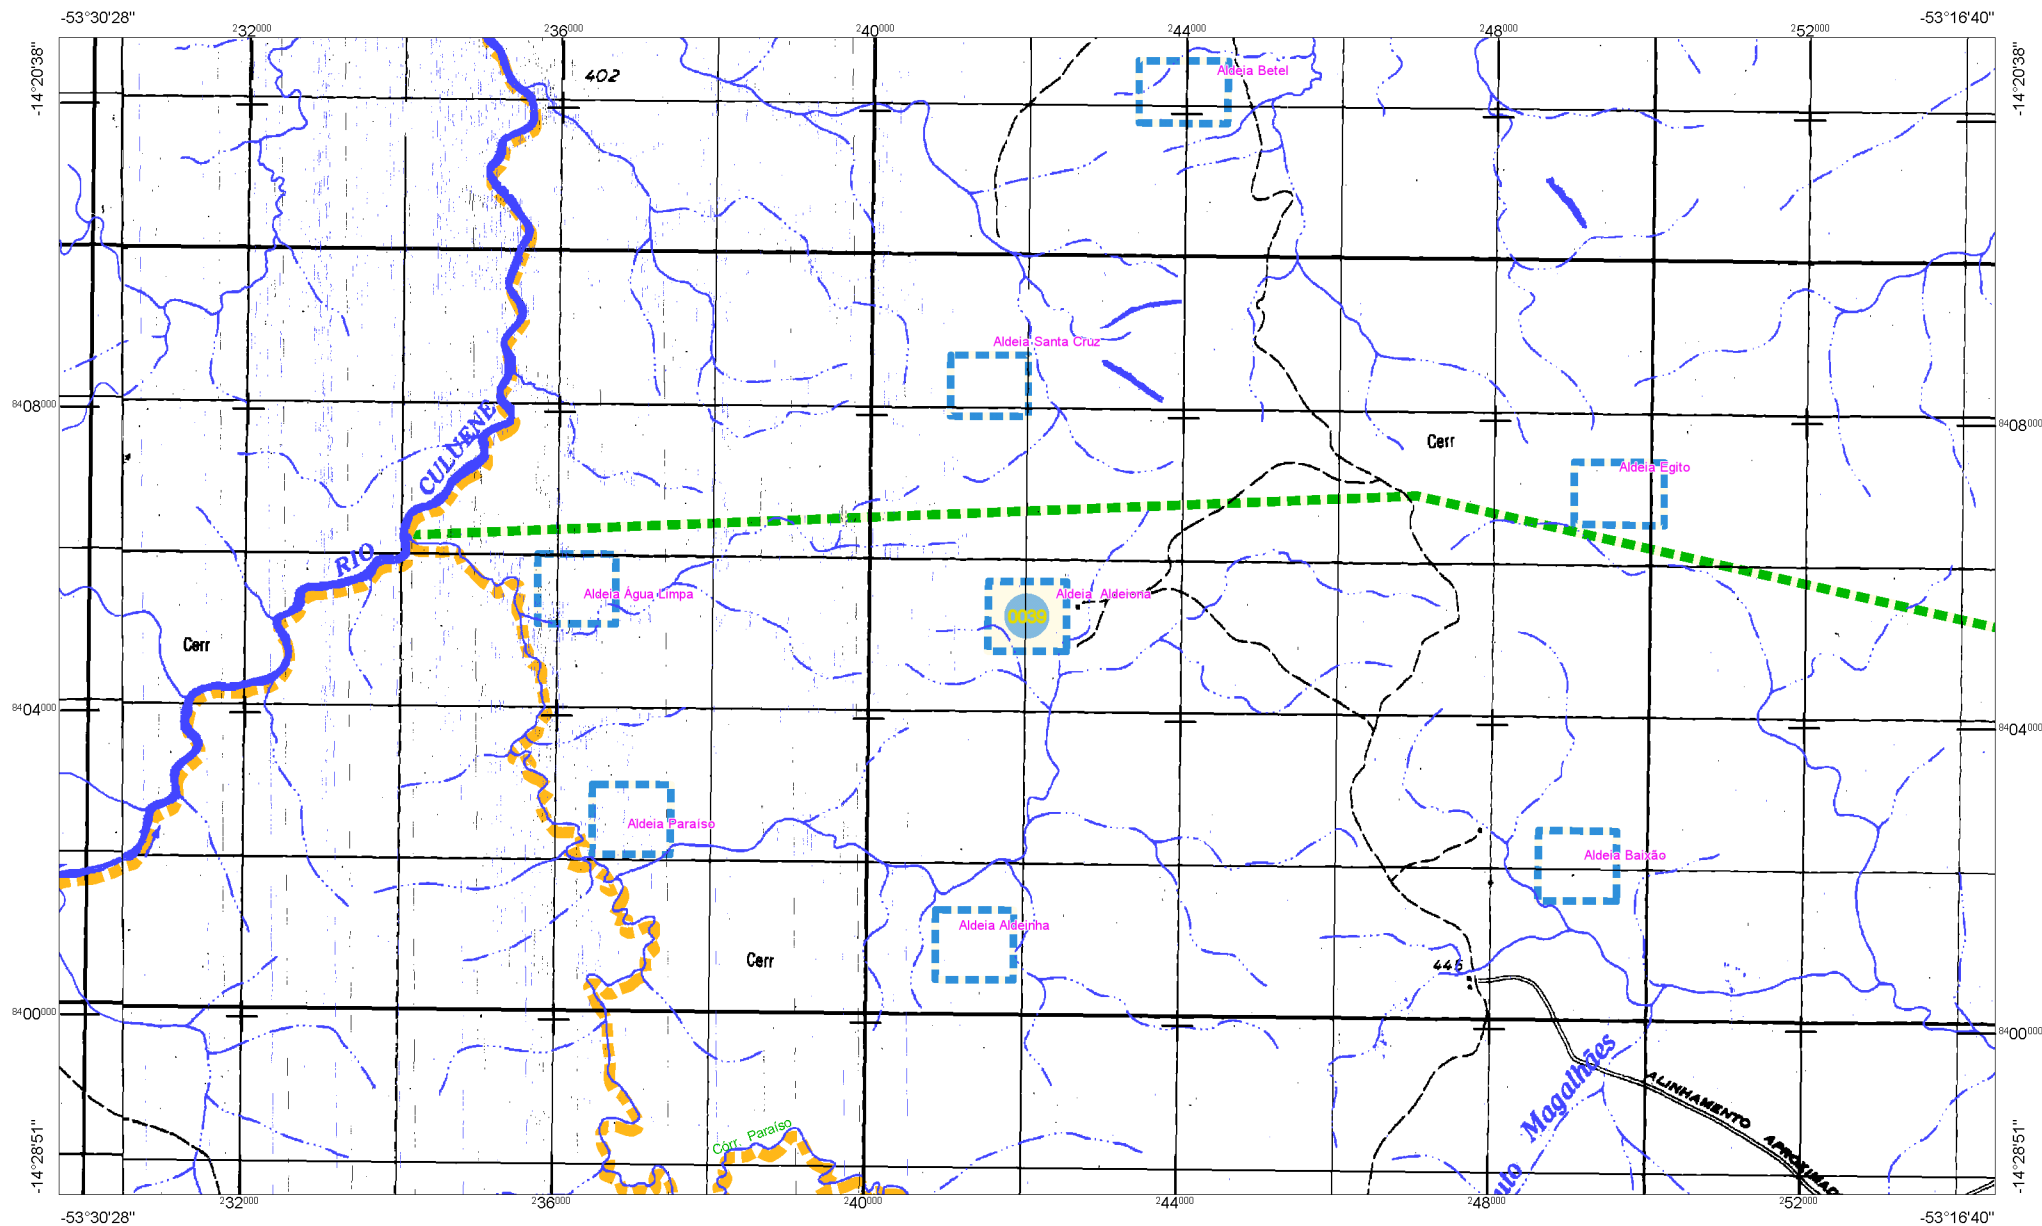 -53°30'28"
-53°16'40"
232000
236000
240000
244000
248000
252000
-14°20'38"
-14°20'38"
402
Aldeia Betel
Aldeia Santa Cruz
8408000
8408000
CULUENE
Cerr
Aldeia Egito
RIO
Aldeia Água Limpa
Aldeia Aldeiona
0039
Cerr
8404000
8404000
Aldeia Paraíso
Aldeia Baixão
Aldeia Aldeinha
Cerr
445
8400000
8400000
Magalhães
ALINHAMENTO APROXIMAD
Córr. Paraíso
uto
-14°28'51"
-14°28'51"
232000
236000
240000
244000
248000
252000
-53°30'28"
-53°16'40"